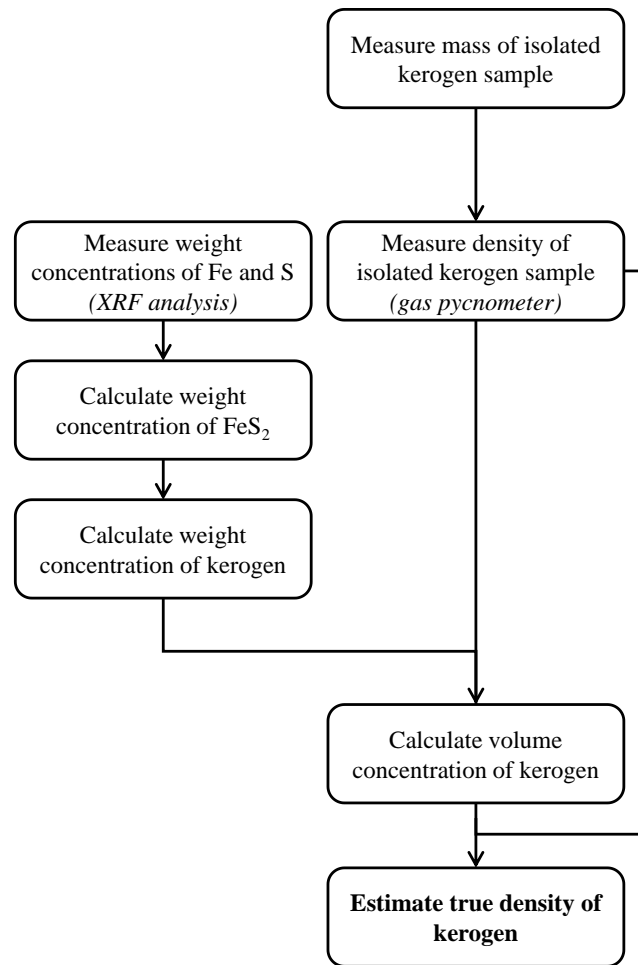 Measure mass of isolated
kerogen sample
Measure weight
concentrations of Fe and S
(XRF analysis)
Measure density of
isolated kerogen sample
(gas pycnometer)
Calculate weight
concentration of FeS₂
Calculate weight
concentration of kerogen
Calculate volume
concentration of kerogen
Estimate true density of
kerogen